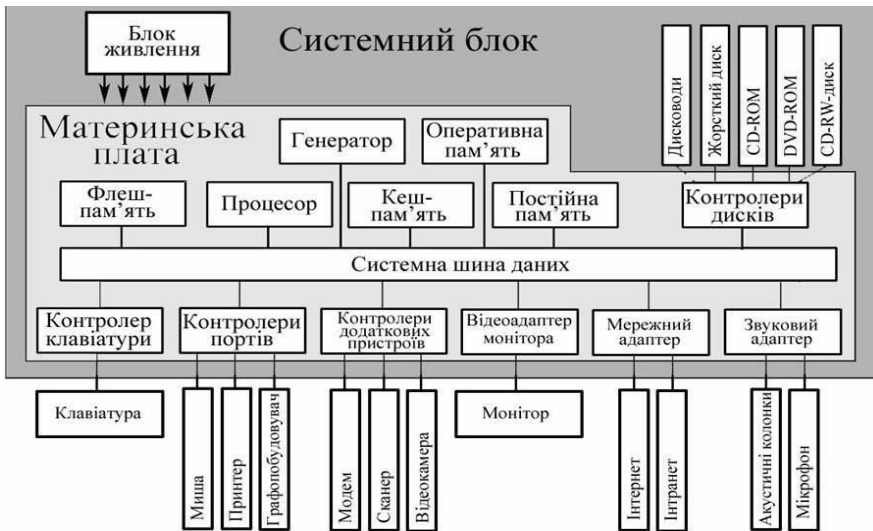 Блок
живлення
Системний блок
Дисководи
Жорсткий диск
CD-ROM
DVD-ROM
CD-RW-диск
Материнська
плата
Генератор
Оперативна
пам’ять
Флеш-
пам’ять
Процесор
Кеш-
пам’ять
Постійна
пам’ять
Контролери
дисків
Системна шина даних
Контролер
клавіатури
Контролери
портів
Контролери
додаткових
пристроїв
Відеоадаптер
монітора
Мережний
адаптер
Звуковий
адаптер
Клавіатура
Миша
Принтер
Графопобудовувач
Модем
Сканер
Відеокамера
Монітор
Інтернет
Інтранет
Акустичні колонки
Мікрофон